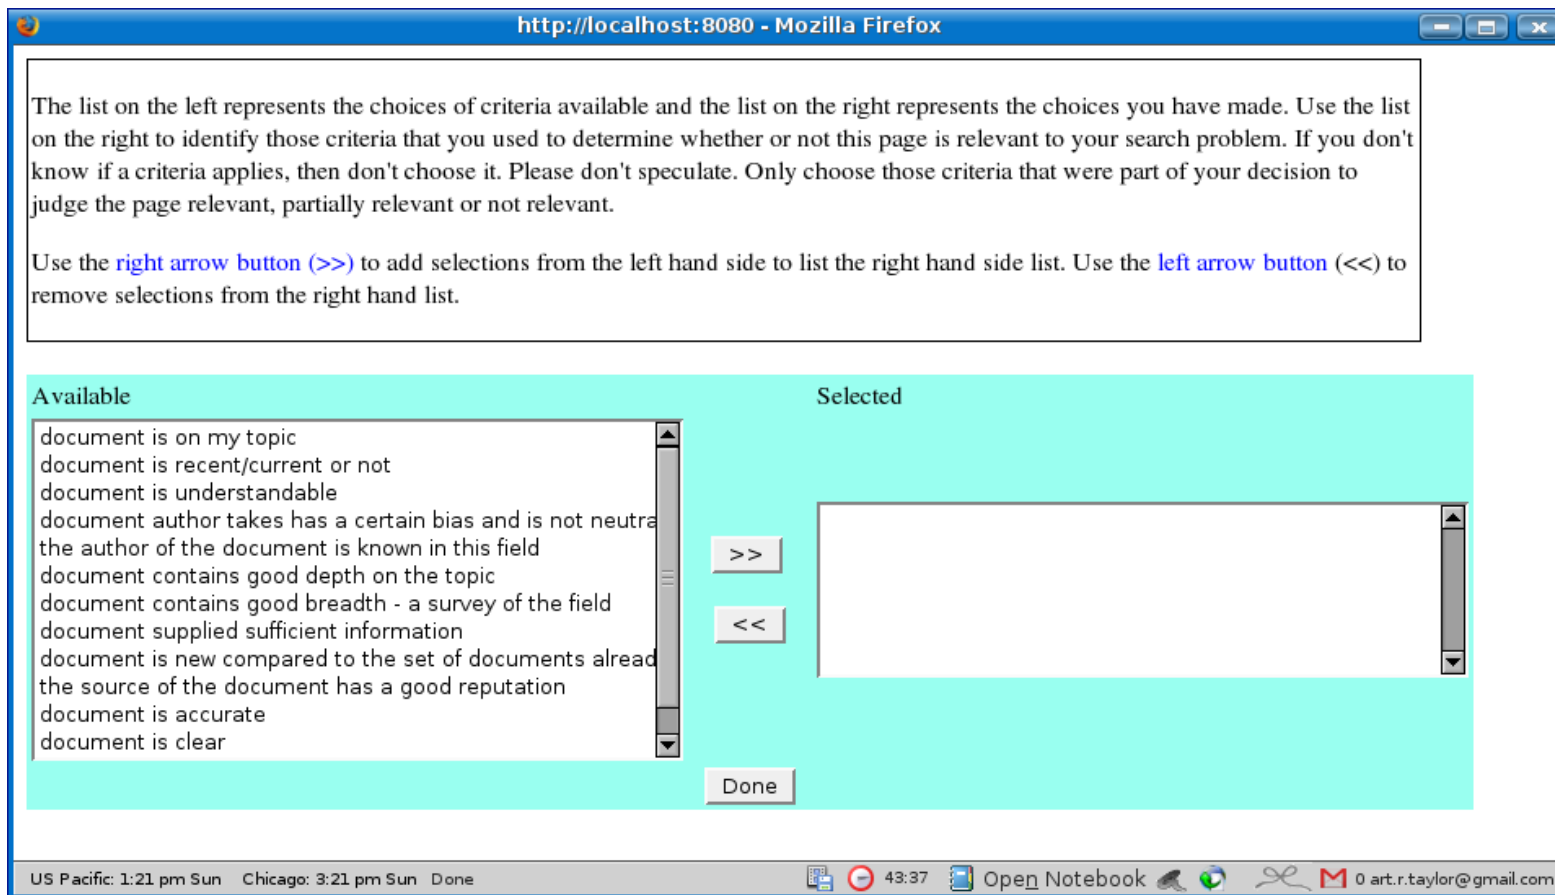 http://localhost:8080 - Mozilla Firefox
The list on the left represents the choices of criteria available and the list on the right represents the choices you have made. Use the list
on the right to identify those criteria that you used to determine whether or not this page is relevant to your search problem. If you don't
know if a criteria applies, then don't choose it. Please don't speculate. Only choose those criteria that were part of your decision to
judge the page relevant, partially relevant or not relevant.
Use the right arrow button (>>) to add selections from the left hand side to list the right hand side list. Use the left arrow button (<<) to
remove selections from the right hand list.
Available
Selected
document is on my topic
document is recent/current or not
document is understandable
document author takes has a certain bias and is not neutra
the author of the document is known in this field
document contains good depth on the topic
document contains good breadth - a survey of the field
document supplied sufficient information
document is new compared to the set of documents alread
the source of the document has a good reputation
document is accurate
document is clear
>>
<<
Done
US Pacific: 1:21 pm Sun Chicago: 3:21 pm Sun Done 43:37 Open Notebook 0 art.r.taylor@gmail.com